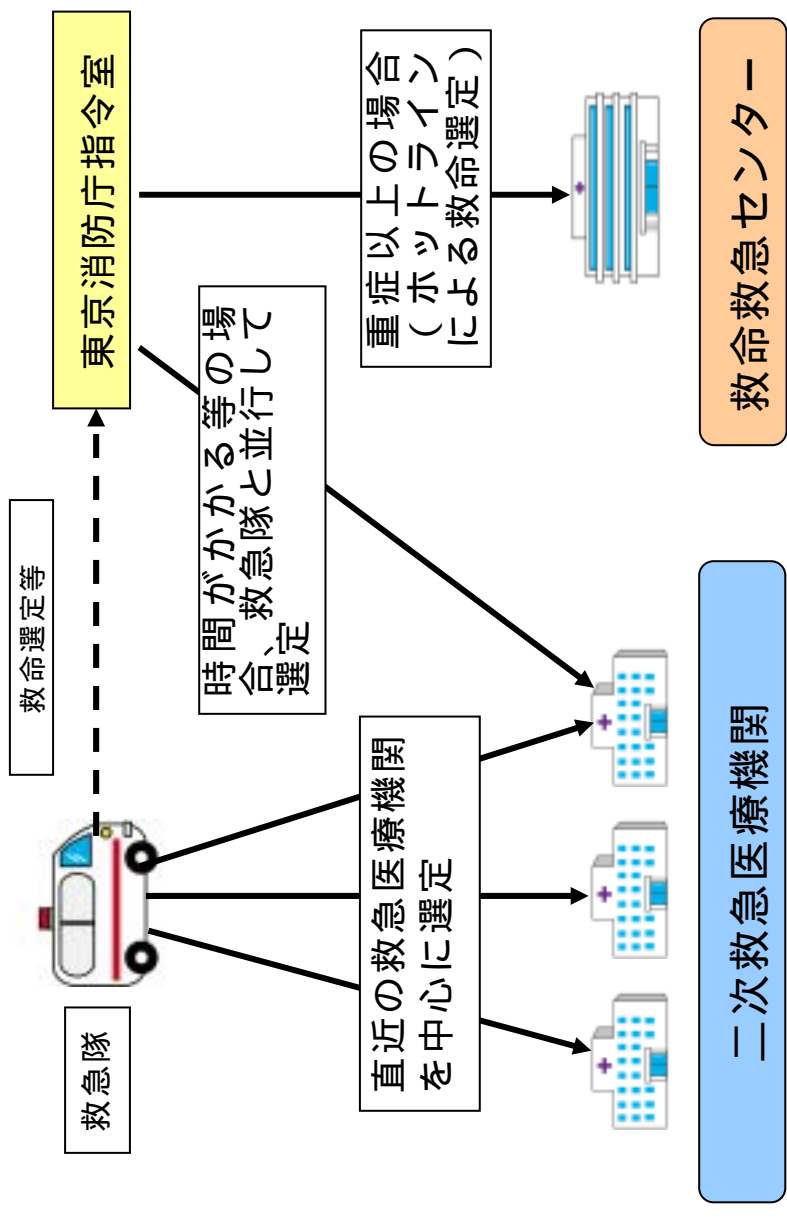 救命選定等
救急隊
東京消防庁指令室
時間がかかる等の場
合、救急隊と並行して
選定
重症以上の場合
（ホットライン
による救命選定）
直近の救急医療機関
を中心に選定
二次救急医療機関
救命救急センター